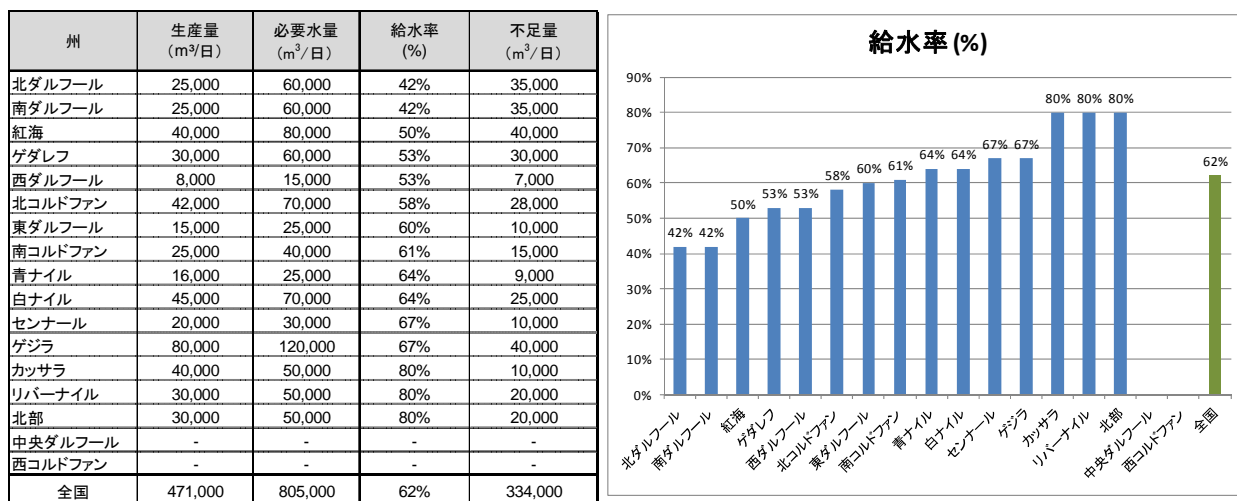 州 生産量 (m³/日) 必要水量 (m³/日) 給水率 (%) 不足量 (m³/日)
北ダルフール 25,000 60,000 42% 35,000
南ダルフール 25,000 60,000 42% 35,000
紅海 40,000 80,000 50% 40,000
ゲダレフ 30,000 60,000 53% 30,000
西ダルフール 8,000 15,000 53% 7,000
北コルドファン 42,000 70,000 58% 28,000
東ダルフール 15,000 25,000 60% 10,000
南コルドファン 25,000 40,000 61% 15,000
青ナイル 16,000 25,000 64% 9,000
白ナイル 45,000 70,000 64% 25,000
センナール 20,000 30,000 67% 10,000
ゲジラ 80,000 120,000 67% 40,000
カッサラ 40,000 50,000 80% 10,000
リバーナイル 30,000 50,000 80% 20,000
北部 30,000 50,000 80% 20,000
中央ダルフール - - - -
西コルドファン - - - -
全国 471,000 805,000 62% 334,000
給水率 (%)
90%
80%
70%
60%
50%
40%
30%
20%
10%
0%
42% 42% 50% 53% 53% 58% 60% 61% 64% 64% 67% 67% 80% 80% 80% 62%
北ダルフール
南ダルフール
紅海
ゲダレフ
西ダルフール
北コルドファン
東ダルフール
南コルドファン
青ナイル
白ナイル
センナール
ゲジラ
カッサラ
リバーナイル
北部
中央ダルフール
西コルドファン
全国